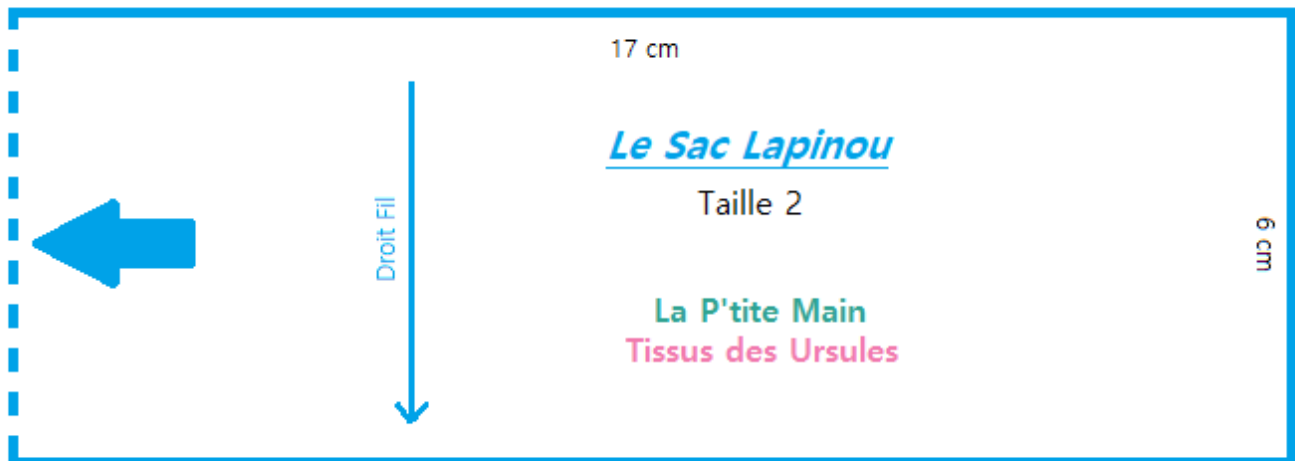 17 cm
Le Sac Lapinou
Taille 2
Droit Fil
6 cm
La P'tite Main
Tissus des Ursules